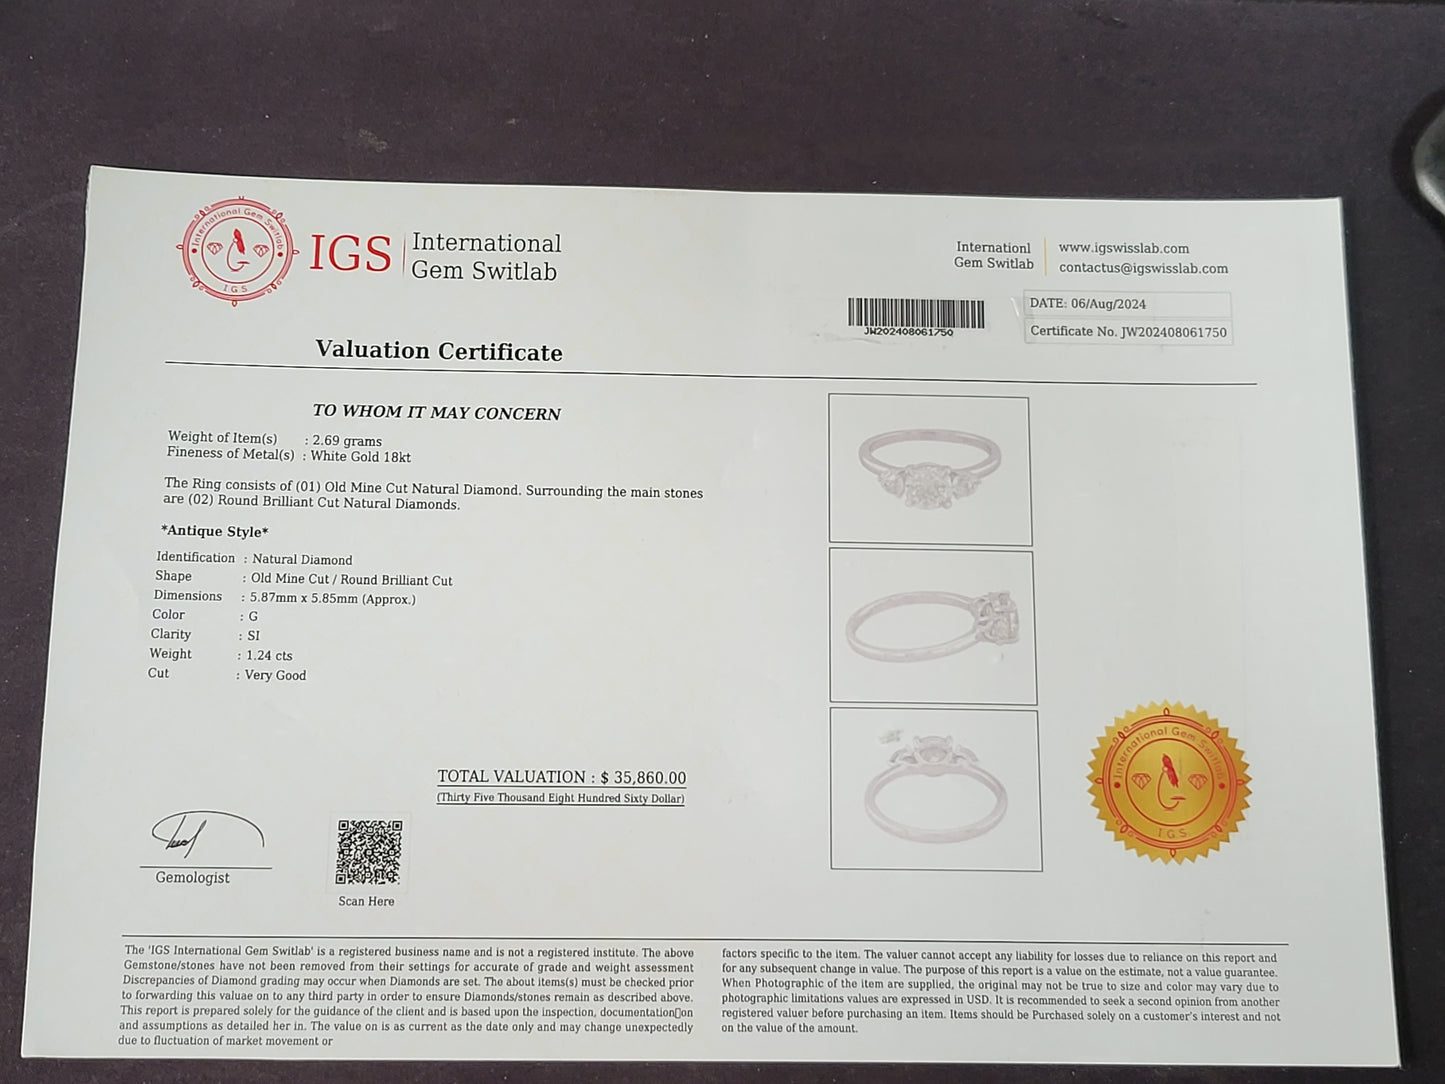 International Gem Switlab
IGS
IGS
International
Gem Switlab
Internationl
Gem Switlab
www.igswisslab.com
contactus@igswisslab.com
JW202408061750
DATE: 06/Aug/2024
Certificate No. JW202408061750
Valuation Certificate
TO WHOM IT MAY CONCERN
Weight of Item(s) : 2.69 grams
Fineness of Metal(s) : White Gold 18kt
The Ring consists of (01) Old Mine Cut Natural Diamond. Surrounding the main stones
are (02) Round Brilliant Cut Natural Diamonds.
*Antique Style*
Identification : Natural Diamond
Shape : Old Mine Cut / Round Brilliant Cut
Dimensions : 5.87mm x 5.85mm (Approx.)
Color : G
Clarity : SI
Weight : 1.24 cts
Cut : Very Good
TOTAL VALUATION : $ 35,860.00
(Thirty Five Thousand Eight Hundred Sixty Dollar)
Gemologist
Scan Here
International Gem Switlab
IGS
The 'IGS International Gem Switlab' is a registered business name and is not a registered institute. The above
Gemstone/stones have not been removed from their settings for accurate of grade and weight assessment
Discrepancies of Diamond grading may occur when Diamonds are set. The about items(s) must be checked prior
to forwarding this valuae on to any third party in order to ensure Diamonds/stones remain as described above.
This report is prepared solely for the guidance of the client and is based upon the inspection, documentation▯on
and assumptions as detailed her in. The value on is as current as the date only and may change unexpectedly
due to fluctuation of market movement or
factors specific to the item. The valuer cannot accept any liability for losses due to reliance on this report and
for any subsequent change in value. The purpose of this report is a value on the estimate, not a value guarantee.
When Photographic of the item are supplied, the original may not be true to size and color may vary due to
photographic limitations values are expressed in USD. It is recommended to seek a second opinion from another
registered valuer before purchasing an item. Items should be Purchased solely on a customer's interest and not
on the value of the amount.